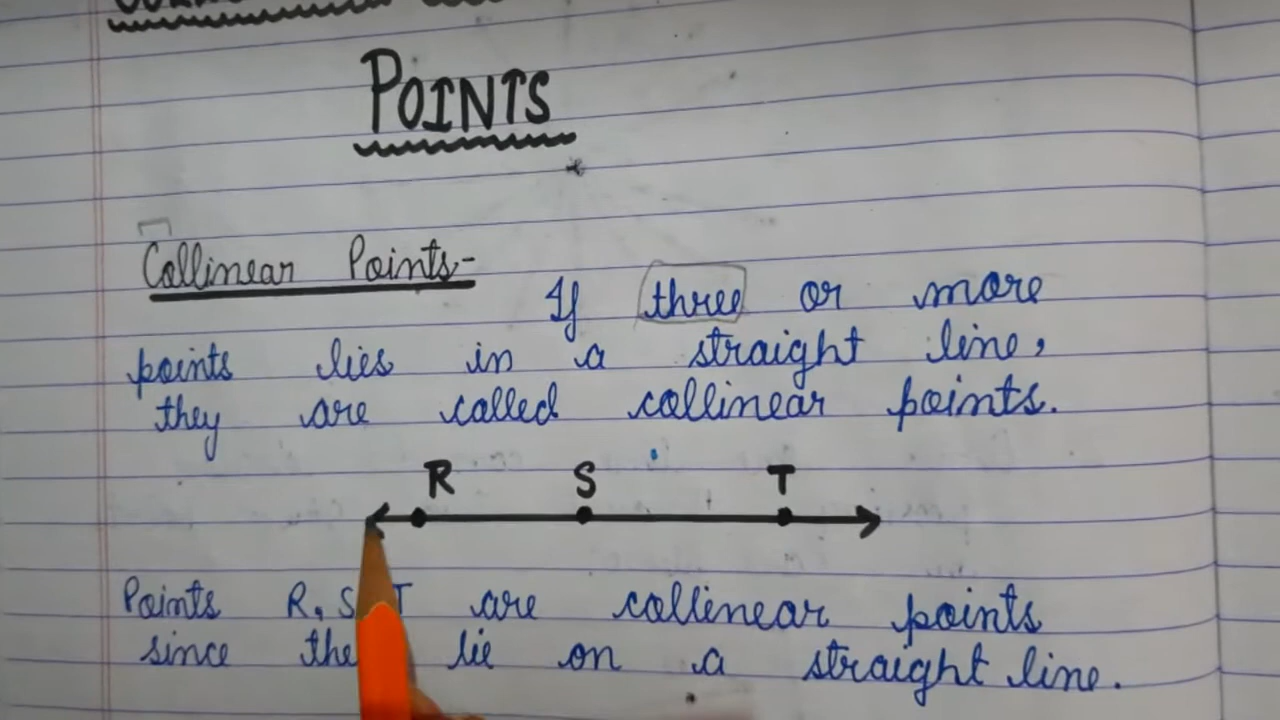 POINTS
Collinear Points-
If three or more
points lies in a straight line,
they are called collinear points.
R S T
Points R, S T are collinear points
since lie on a straight line.